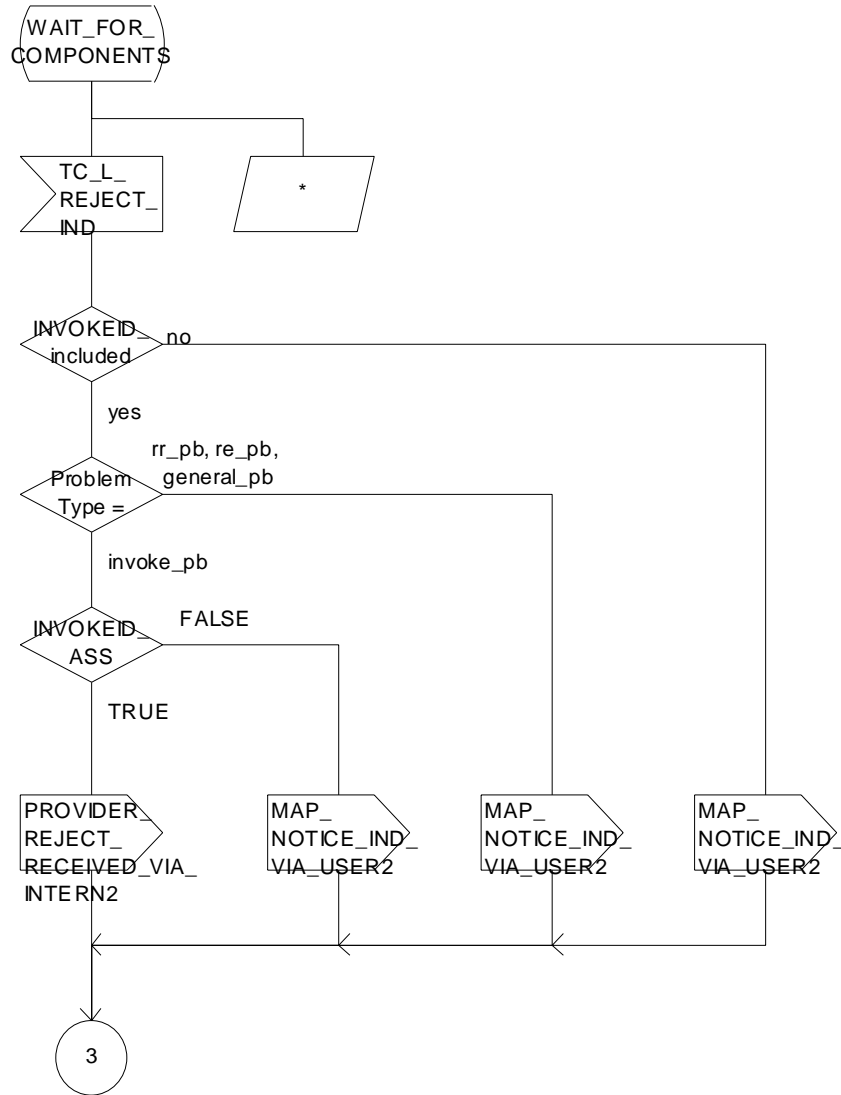 WAIT_FOR_
COMPONENTS
TC_L_
REJECT_
IND
*
INVOKEID_
included
no
yes
rr_pb, re_pb,
general_pb
Problem
Type =
invoke_pb
INVOKEID_
ASS
FALSE
TRUE
PROVIDER_
REJECT_
RECEIVED_VIA_
INTERN2
MAP_
NOTICE_IND_
VIA_USER2
MAP_
NOTICE_IND_
VIA_USER2
MAP_
NOTICE_IND_
VIA_USER2
3